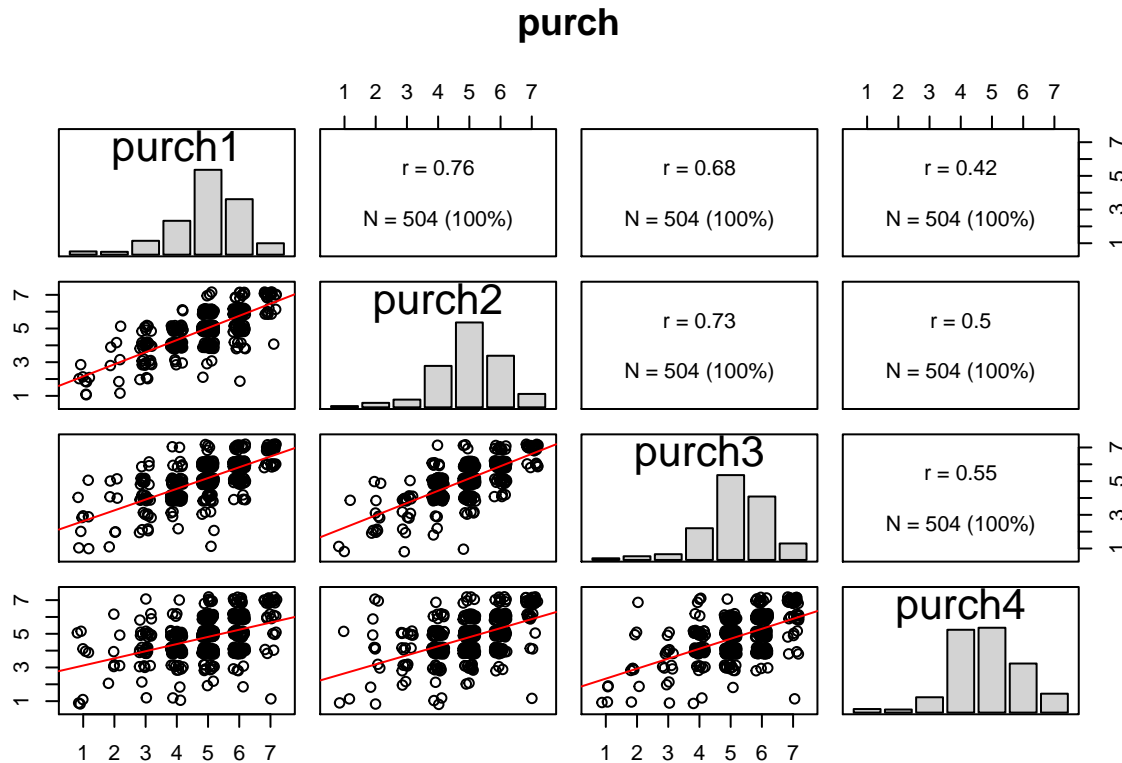 purch
1 2 3 4 5 6 7 1 2 3 4 5 6 7
purch1
r = 0.76
r = 0.68
r = 0.42
1 3 5 7
N = 504 (100%)
N = 504 (100%)
N = 504 (100%)
1 3 5 7
purch2
r = 0.73
r = 0.5
N = 504 (100%)
N = 504 (100%)
purch3
r = 0.55
1 3 5 7
N = 504 (100%)
1 3 5 7
purch4
1 2 3 4 5 6 7 1 2 3 4 5 6 7